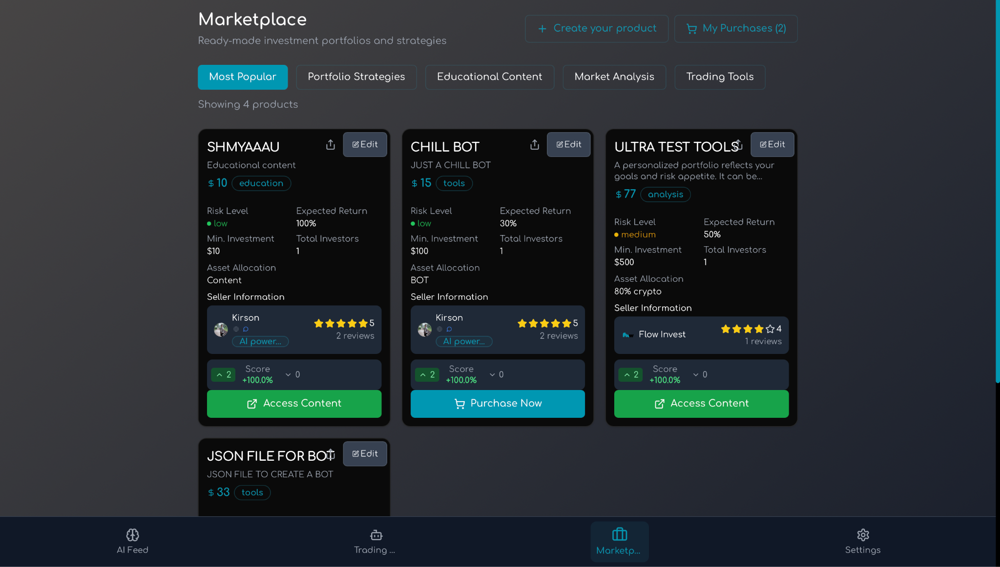 Marketplace
Ready-made investment portfolios and strategies
+ Create your product
My Purchases (2)
Most Popular
Portfolio Strategies
Educational Content
Market Analysis
Trading Tools
Showing 4 products
SHMYAAAU
Edit
Educational content
$ 10 education
Risk Level
Expected Return
low
100%
Min. Investment
Total Investors
$10
1
Asset Allocation
Content
Seller Information
Kirson
5
2 reviews
AI power...
2
Score
+100.0%
0
Access Content
CHILL BOT
Edit
JUST A CHILL BOT
$ 15 tools
Risk Level
Expected Return
low
30%
Min. Investment
Total Investors
$100
1
Asset Allocation
BOT
Seller Information
Kirson
5
2 reviews
AI power...
2
Score
+100.0%
0
Purchase Now
ULTRA TEST TOOLS
Edit
A personalized portfolio reflects your
goals and risk appetite. It can be...
$ 77 analysis
Risk Level
Expected Return
medium
50%
Min. Investment
Total Investors
$500
1
Asset Allocation
80% crypto
Seller Information
Flow Invest
4
1 reviews
2
Score
+100.0%
0
Access Content
JSON FILE FOR BOT
Edit
JSON FILE TO CREATE A BOT
$ 33 tools
AI Feed
Trading ...
Marketp...
Settings